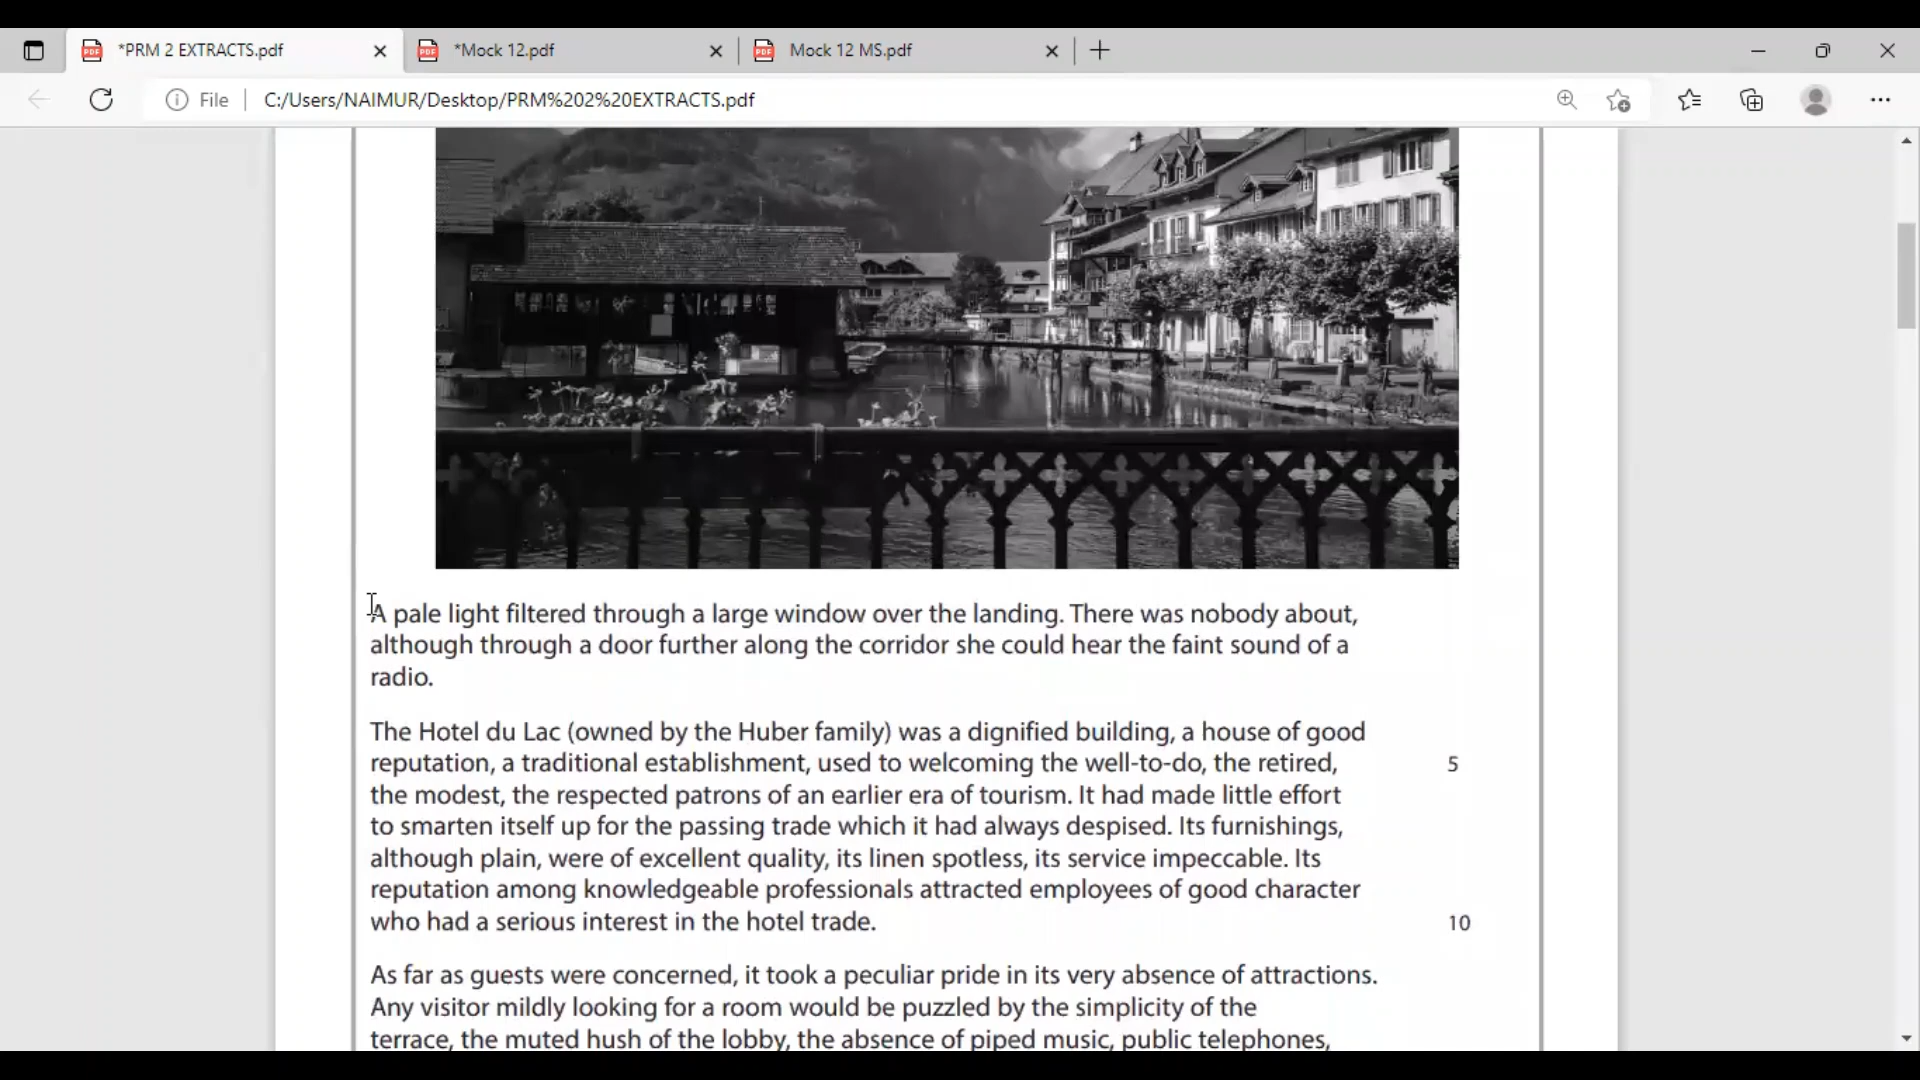 *PRM 2 EXTRACTS.pdf
*Mock 12.pdf
Mock 12 MS.pdf
File
C:/Users/NAIMUR/Desktop/PRM%202%20EXTRACTS.pdf
A pale light filtered through a large window over the landing. There was nobody about,
although through a door further along the corridor she could hear the faint sound of a
radio.
The Hotel du Lac (owned by the Huber family) was a dignified building, a house of good
reputation, a traditional establishment, used to welcoming the well-to-do, the retired, 5
the modest, the respected patrons of an earlier era of tourism. It had made little effort
to smarten itself up for the passing trade which it had always despised. Its furnishings,
although plain, were of excellent quality, its linen spotless, its service impeccable. Its
reputation among knowledgeable professionals attracted employees of good character
who had a serious interest in the hotel trade. 10
As far as guests were concerned, it took a peculiar pride in its very absence of attractions.
Any visitor mildly looking for a room would be puzzled by the simplicity of the
terrace, the muted hush of the lobby, the absence of piped music, public telephones,